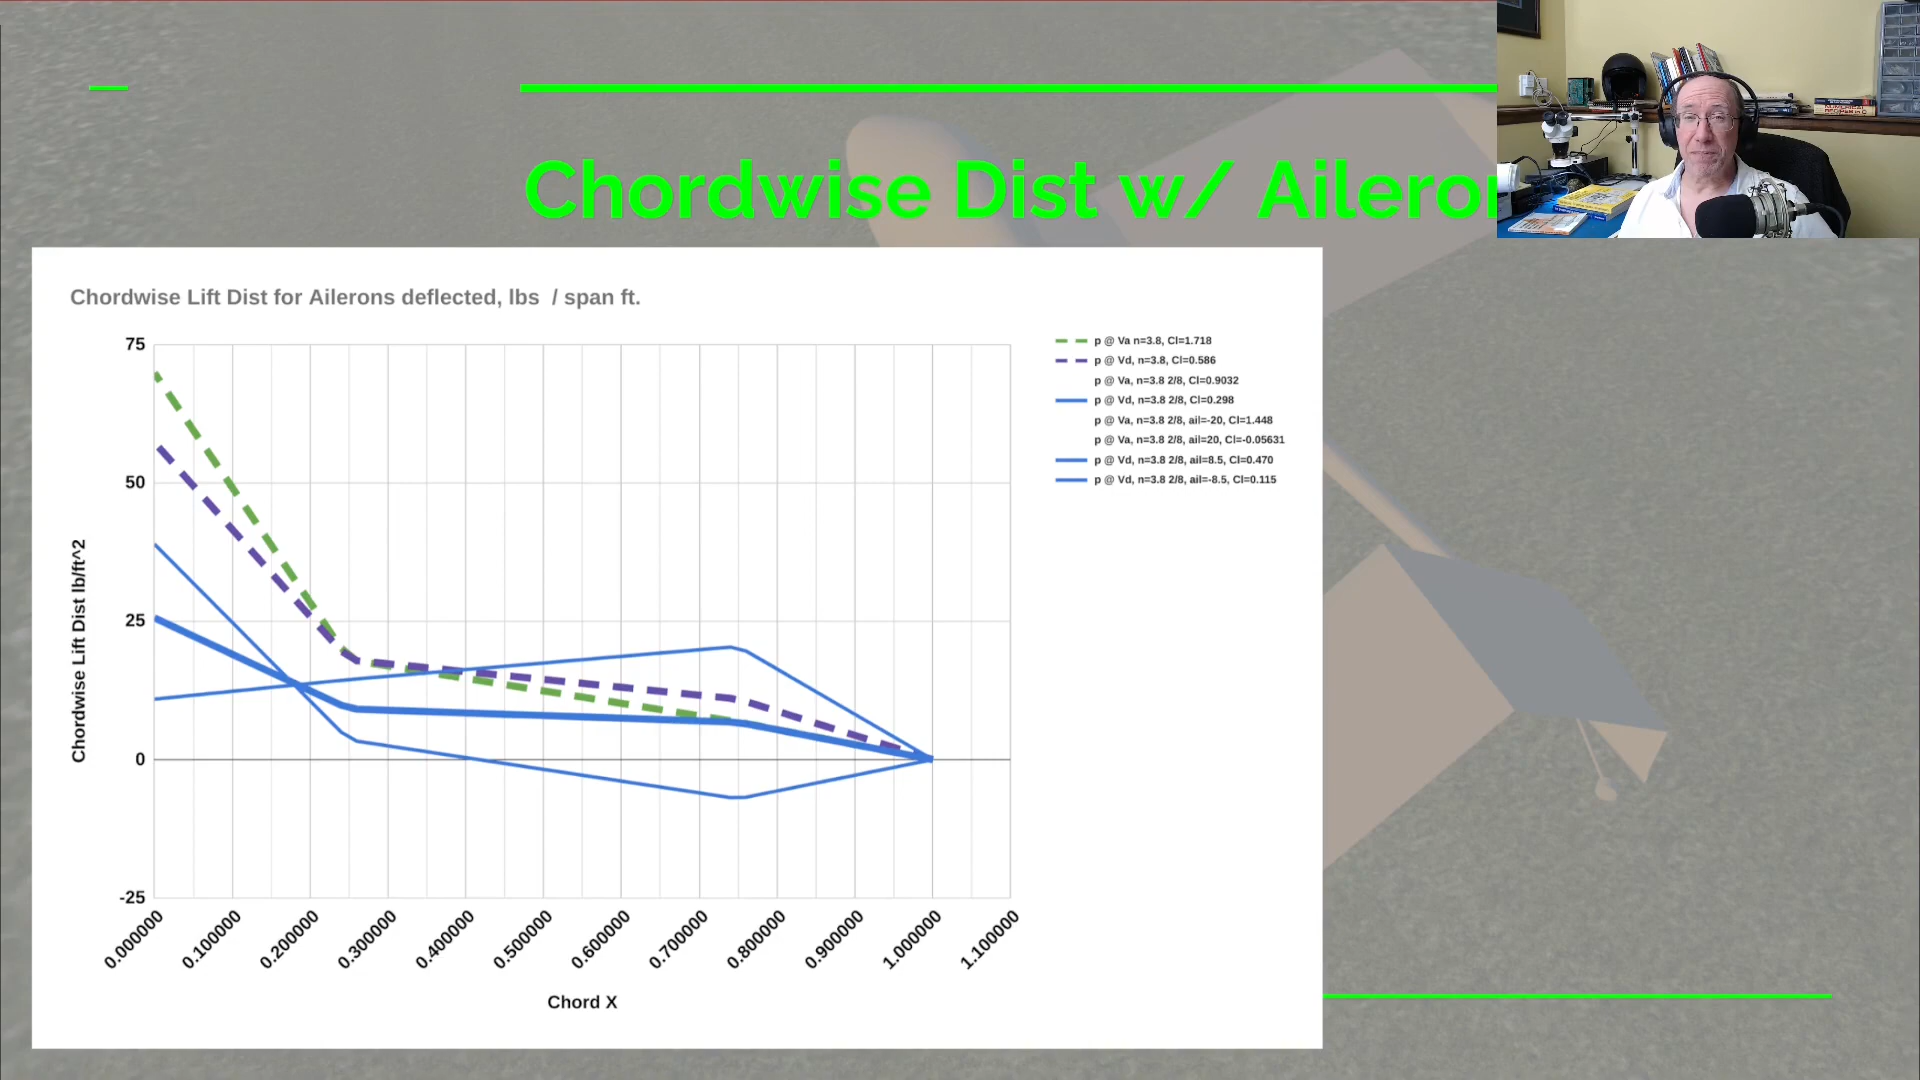 Chordwise Dist w/ Aileron
Chordwise Lift Dist for Ailerons deflected, lbs / span ft.
75
50
25
0
-25
Chordwise Lift Dist lb/ft^2
0.000000
0.100000
0.200000
0.300000
0.400000
0.500000
0.600000
0.700000
0.800000
0.900000
1.000000
1.100000
Chord X
p @ Va n=3.8, Cl=1.718
p @ Vd, n=3.8, Cl=0.586
p @ Va, n=3.8 2/8, Cl=0.9032
p @ Vd, n=3.8 2/8, Cl=0.298
p @ Va, n=3.8 2/8, ail=-20, Cl=1.448
p @ Va, n=3.8 2/8, ail=20, Cl=-0.05631
p @ Vd, n=3.8 2/8, ail=8.5, Cl=0.470
p @ Vd, n=3.8 2/8, ail=-8.5, Cl=0.115